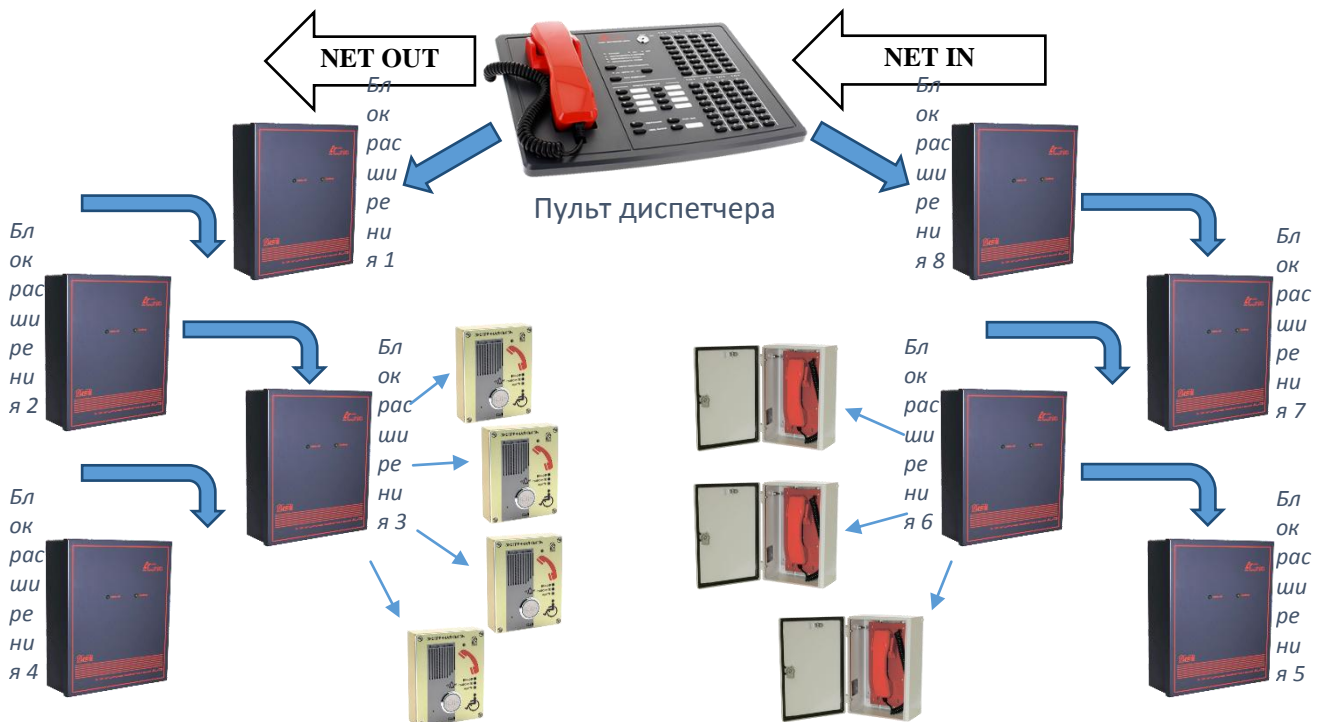 NET OUT
NET IN
Бл
ок
рас
ши
ре
ни
я 1
Бл
ок
рас
ши
ре
ни
я 8
Пульт диспетчера
Бл
ок
рас
ши
ре
ни
я 2
Бл
ок
рас
ши
ре
ни
я 7
Бл
ок
рас
ши
ре
ни
я 3
Бл
ок
рас
ши
ре
ни
я 6
Бл
ок
рас
ши
ре
ни
я 4
Бл
ок
рас
ши
ре
ни
я 5